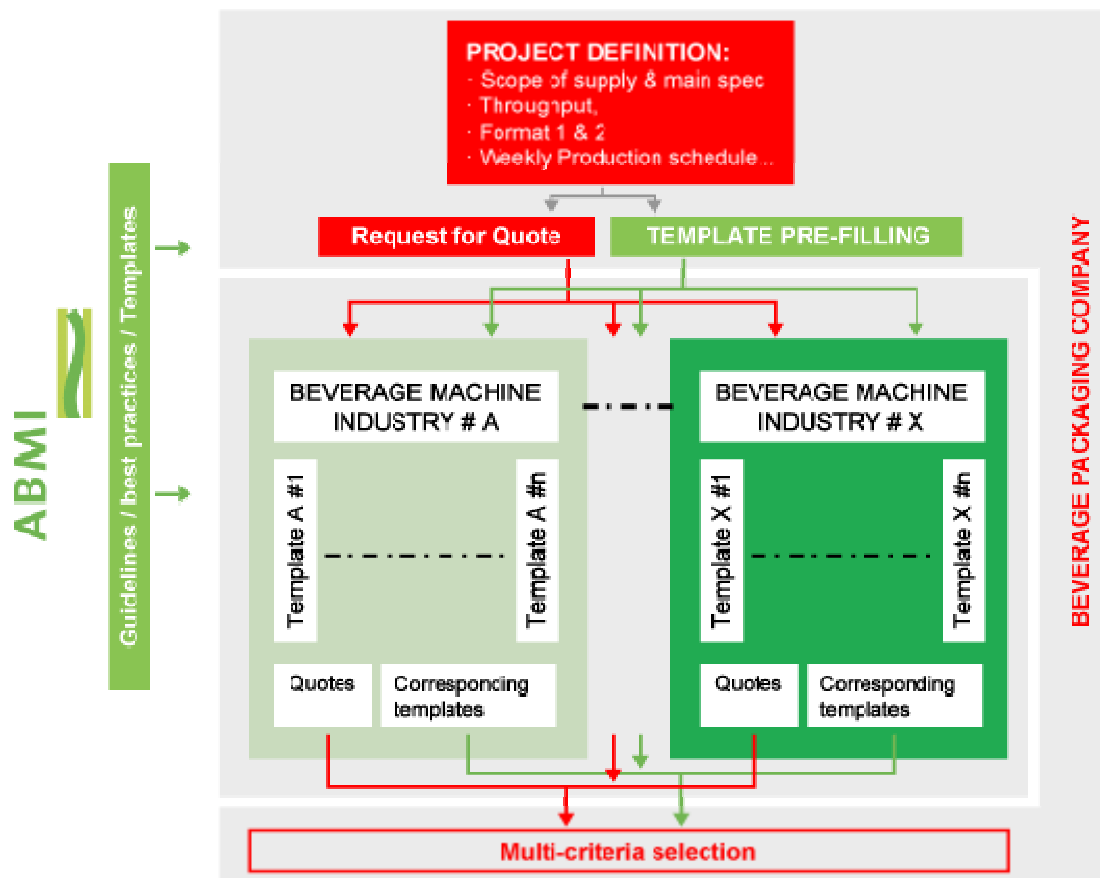 PROJECT DEFINITION:
· Scope of supply & main spec
· Throughput,
· Format 1 & 2
· Weekly Production schedule...
Request for Quote
TEMPLATE PRE-FILLING
ABMI
Guidelines / best practices / Templates
BEVERAGE PACKAGING COMPANY
BEVERAGE MACHINE
INDUSTRY # A
Template A #1
Template A #n
Quotes
Corresponding
templates
BEVERAGE MACHINE
INDUSTRY # X
Template X #1
Template X #n
Quotes
Corresponding
templates
Multi-criteria selection